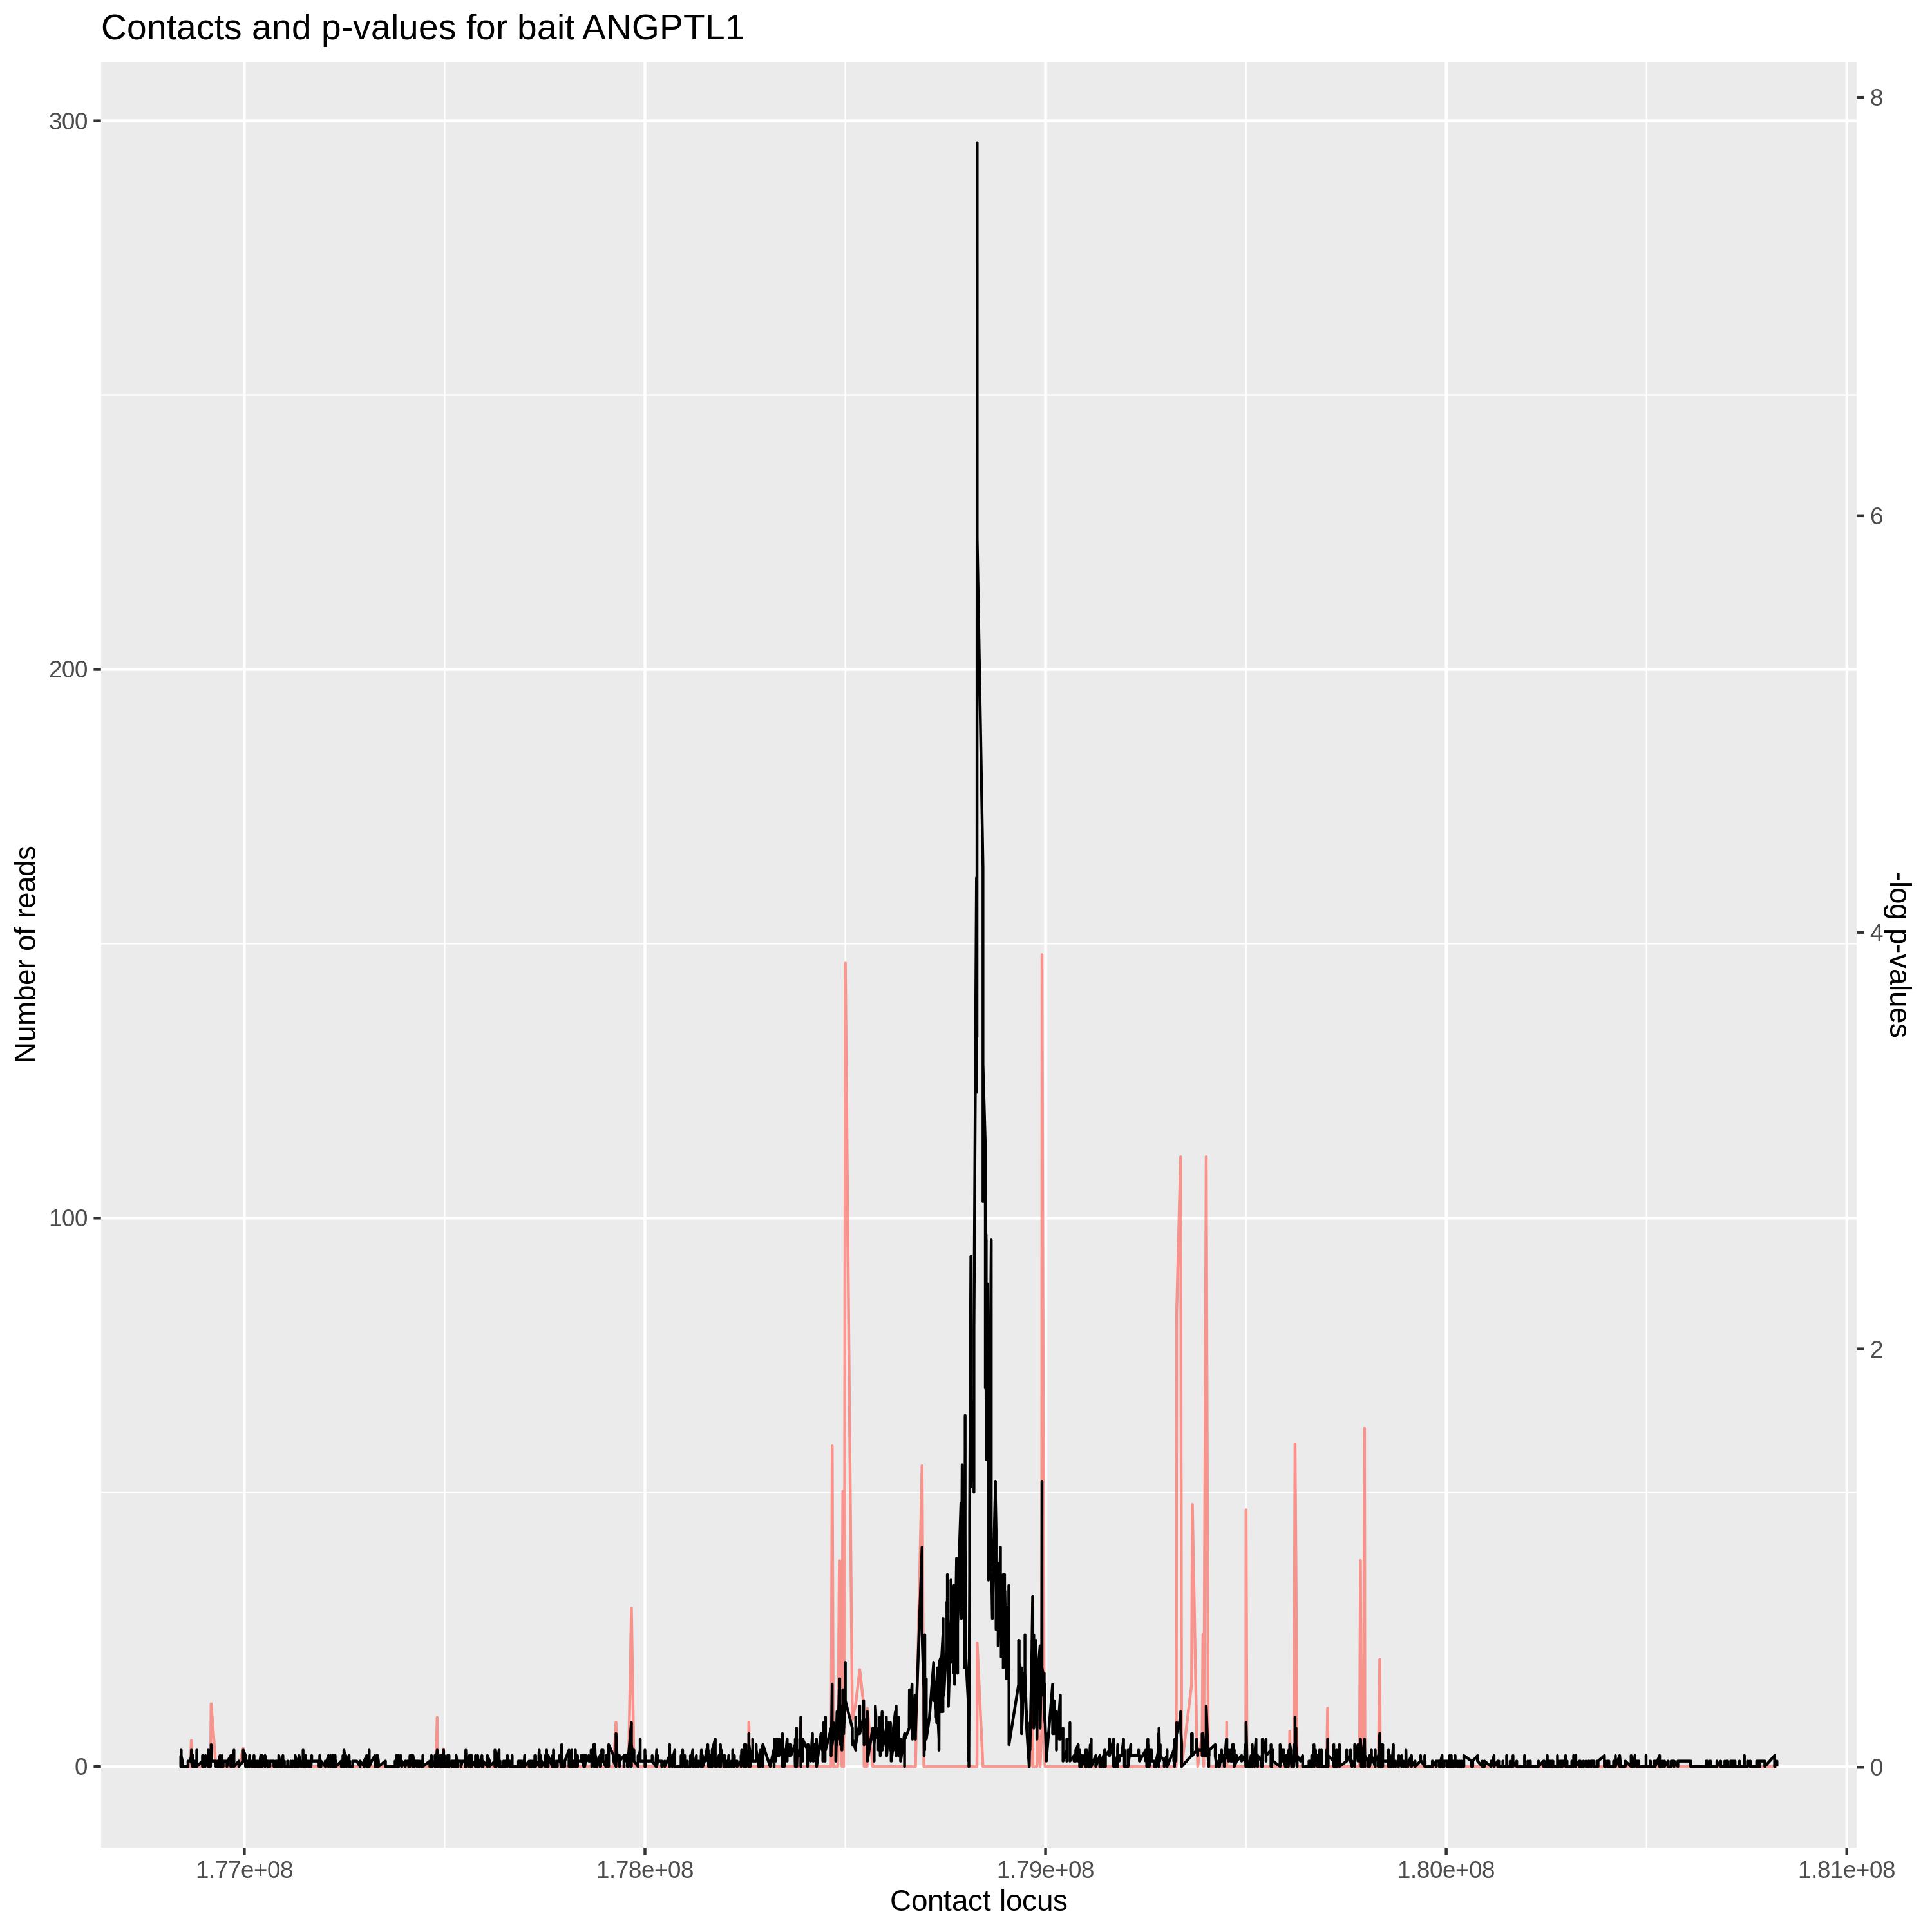 Contacts and p-values for bait ANGPTL1
300
200
100
0
8
6
4
2
0
Number of reads
-log p-values
1.77e+08
1.78e+08
1.79e+08
1.80e+08
1.81e+08
Contact locus